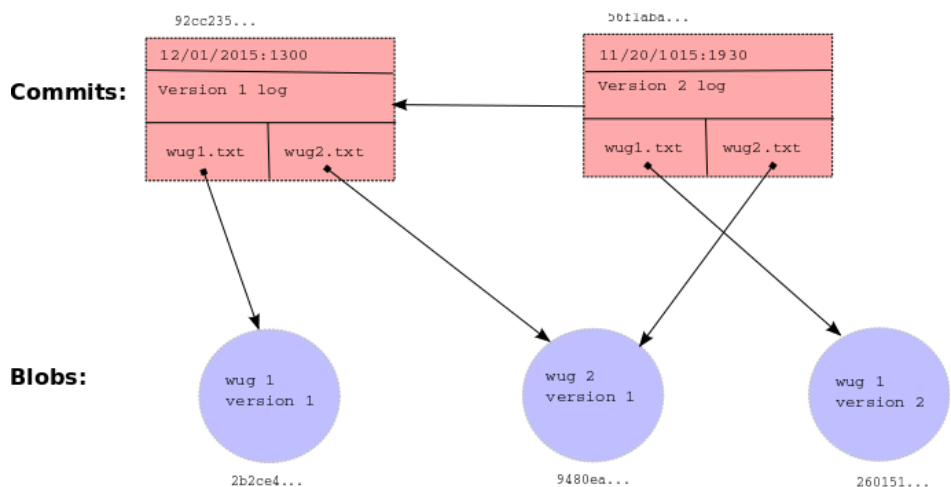 92cc235...
56f1aba...
12/01/2015:1300
11/20/1015:1930
Commits:
Version 1 log
Version 2 log
wug1.txt
wug2.txt
wug1.txt
wug2.txt
Blobs:
wug 1
version 1
wug 2
version 1
wug 1
version 2
2b2ce4...
9480ea...
260151...